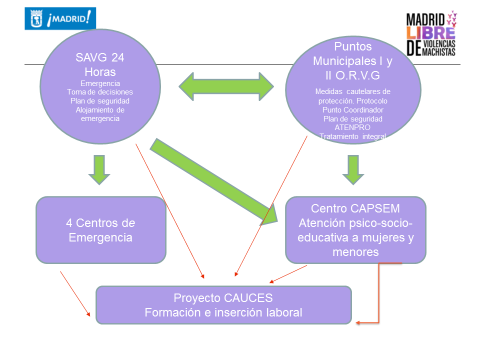 ¡MADRID!
MADRID
LIBRE
DE VIOLENCIAS
MACHISTAS
SAVG 24
Horas
Emergencia
Toma de decisiones
Plan de seguridad
Alojamiento de
emergencia
Puntos
Municipales I y
II O.R.V.G
Medidas cautelares de
protección. Protocolo
Punto Coordinador
Plan de seguridad
ATENPRO
Tratamiento integral
4 Centros de
Emergencia
Centro CAPSEM
Atención psico-socio-
educativa a mujeres y
menores
Proyecto CAUCES
Formación e inserción laboral